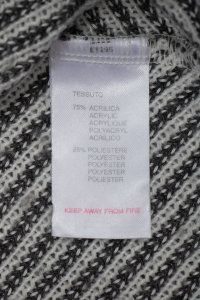 TESSUTO
75% ACRILICA
ACRYLIC
ACRYLIQUE
POLYACRYL
ACRILICO
25% POLIESTERE
POLYESTER
POLYESTER
POLYESTER
POLIESTER
KEEP AWAY FROM FIRE